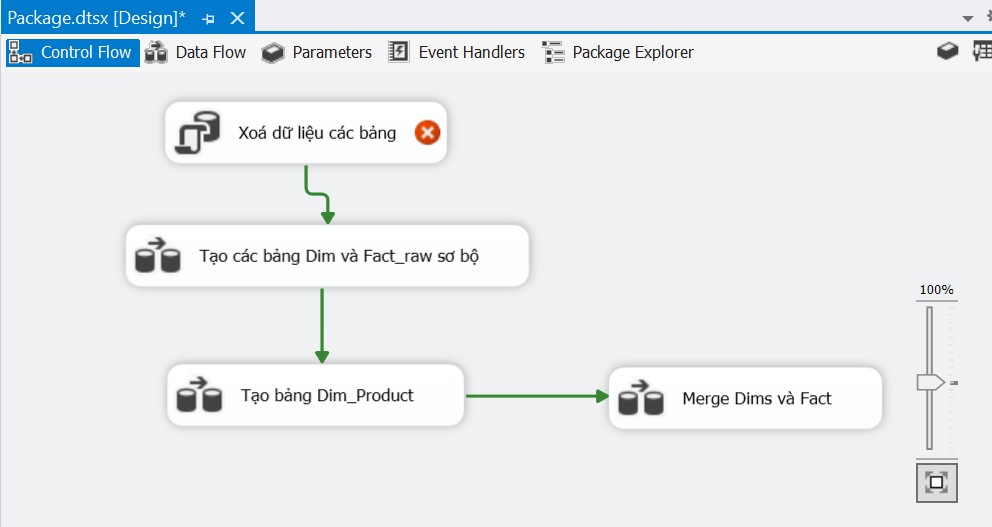 Package.dtsx [Design]*
Control Flow Data Flow Parameters Event Handlers Package Explorer
Xoá dữ liệu các bảng
Tạo các bảng Dim và Fact_raw sơ bộ
100%
Tạo bảng Dim_Product
Merge Dims và Fact